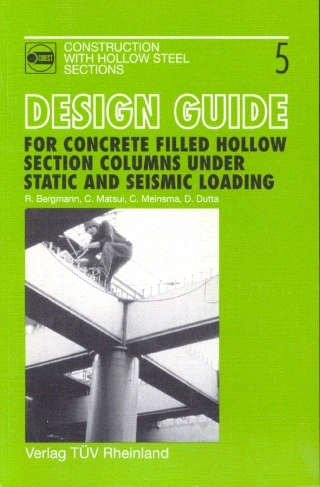 CIDECT
CONSTRUCTION
WITH HOLLOW STEEL
SECTIONS
5
DESIGN GUIDE
FOR CONCRETE FILLED HOLLOW
SECTION COLUMNS UNDER
STATIC AND SEISMIC LOADING
R. Bergmann, C. Matsui, C. Meinsma, D. Dutta
Verlag TÜV Rheinland